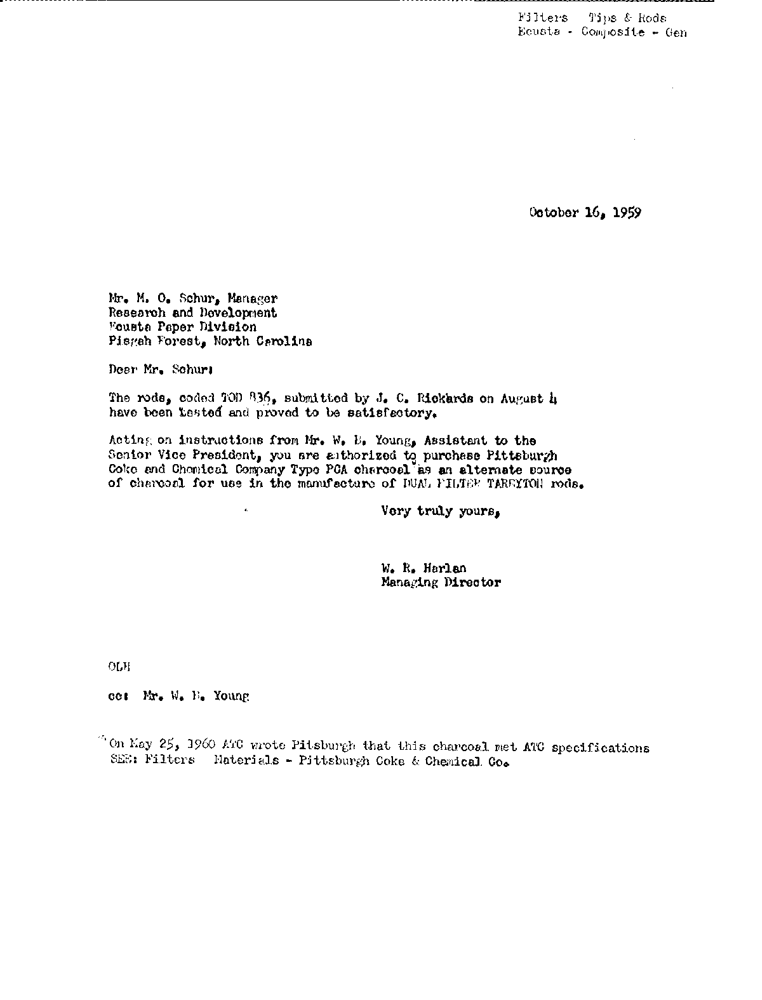 Filters Tips & Rods
Ecusta - Composite - Gen
October 16, 1959
Mr. M. O. Schur, Manager
Research and Development
Ecusta Paper Division
Pisgah Forest, North Carolina
Dear Mr. Schur:
The rods, coded TOD 836, submitted by J. C. Rickards on August 4
have been tested and proved to be satisfactory.
Acting on instructions from Mr. W. E. Young, Assistant to the
Senior Vice President, you are authorized to purchase Pittsburgh
Coke and Chemical Company Type PCA charcoal as an alternate source
of charcoal for use in the manufacture of DUAL FILTER TAREYTON rods.
Very truly yours,
W. R. Harlan
Managing Director
OLH
cc: Mr. W. E. Young
On May 25, 1960 ATC wrote Pitsburgh that this charcoal met ATC specifications
SEE: Filters Materials - Pittsburgh Coke & Chemical Co.